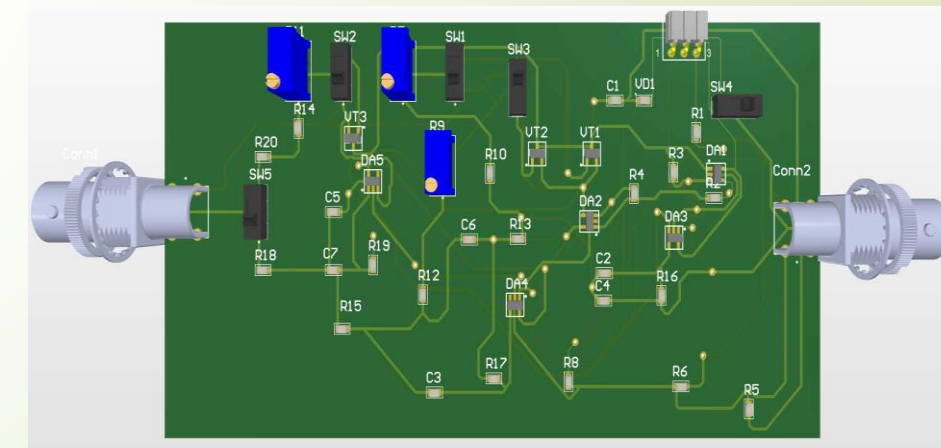 SW2
SW1
SW3
C1
VD1
1
3
SW4
R14
VT3
R9
R1
R20
VT2
VT1
DA1
Conn1
SW5
DA5
R10
R3
R2
Conn2
C5
R4
DA2
DA3
C6
R13
R18
C7
R19
R12
C2
C4
R16
DA4
R15
R17
C3
R8
R6
R5